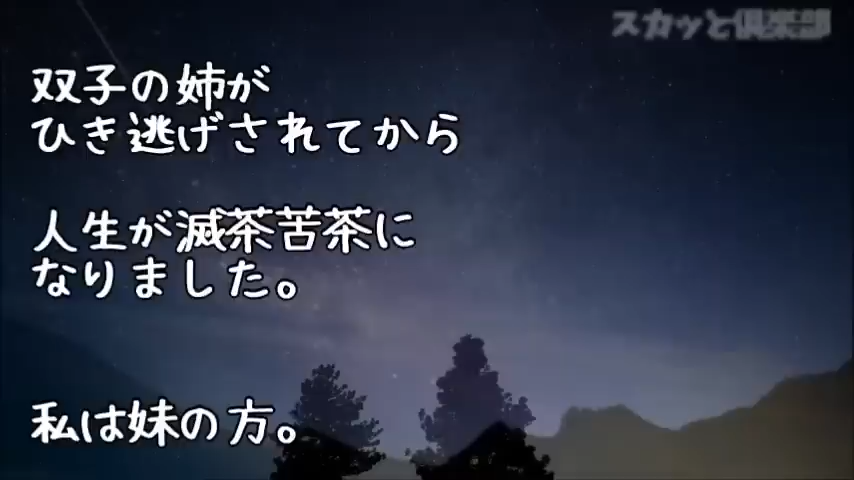 スカッと倶楽部
双子の姉が
ひき逃げされてから
人生が滅茶苦茶に
なりました。
私は妹の方。